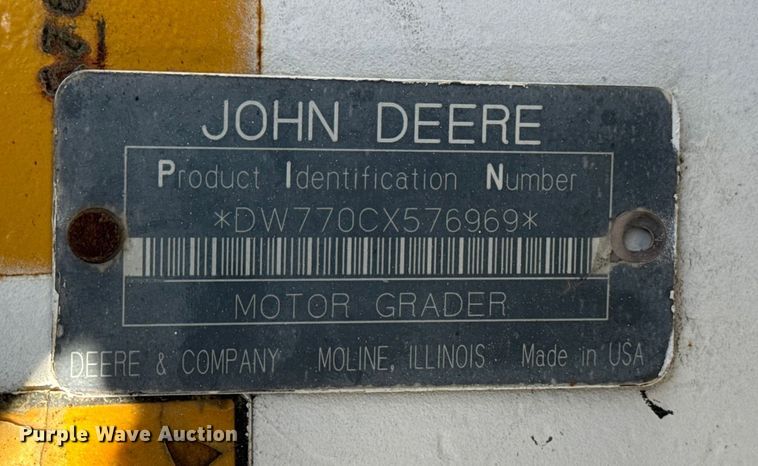 JOHN DEERE
Product Identification Number
*DW770CX576969*
MOTOR GRADER
DEERE & COMPANY MOLINE, ILLINOIS Made in USA
Purple Wave Auction